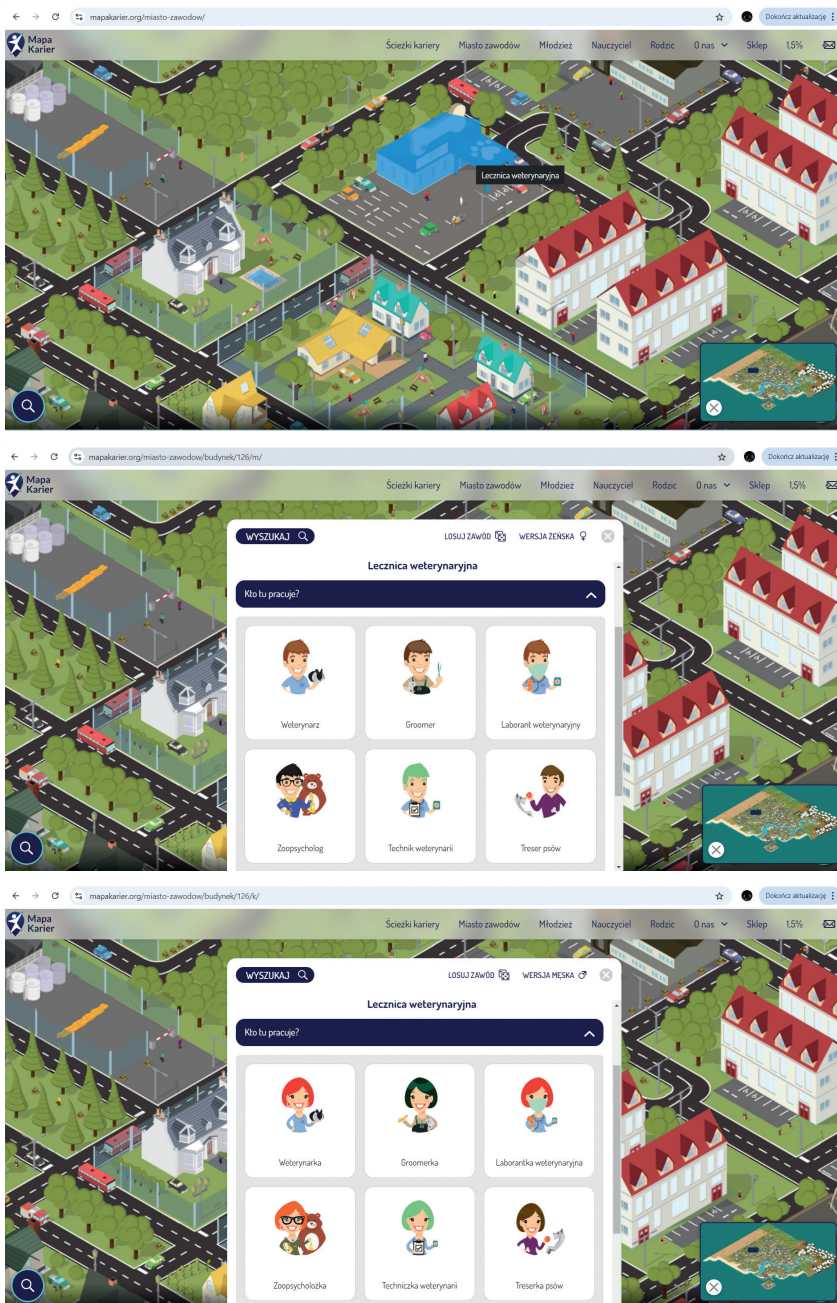 mapakarier.org/miasto-zawodow/
Dokończ aktualizację
Mapa
Karier
Ścieżki kariery Miasto zawodów Młodzież Nauczyciel Rodzic O nas Sklep 1,5%
Lecznica weterynaryjna
mapakarier.org/miasto-zawodow/budynek/126/m/
Dokończ aktualizację
Mapa
Karier
Ścieżki kariery Miasto zawodów Młodzież Nauczyciel Rodzic O nas Sklep 1,5%
WYSZUKAJ LOSUJ ZAWÓD WERSJA ŻEŃSKA
Lecznica weterynaryjna
Kto tu pracuje?
Weterynarz Groomer Laborant weterynaryjny
Zoopsycholog Technik weterynarii Treser psów
mapakarier.org/miasto-zawodow/budynek/126/k/
Dokończ aktualizację
Mapa
Karier
Ścieżki kariery Miasto zawodów Młodzież Nauczyciel Rodzic O nas Sklep 1,5%
WYSZUKAJ LOSUJ ZAWÓD WERSJA MĘSKA
Lecznica weterynaryjna
Kto tu pracuje?
Weterynarka Groomerka Laborantka weterynaryjna
Zoopsycholożka Techniczka weterynarii Treserka psów